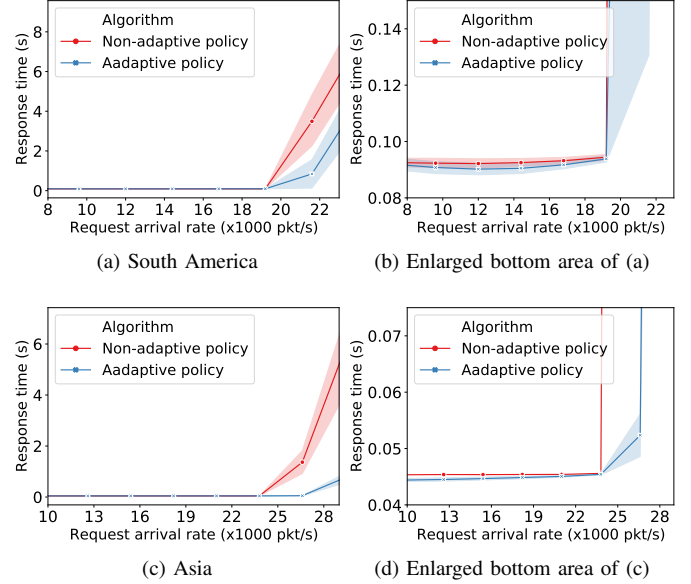 Response time (s)
8
6
4
2
0
Algorithm
Non-adaptive policy
Aadaptive policy
8 10 12 14 16 18 20 22
Request arrival rate (x1000 pkt/s)
(a) South America
Response time (s)
0.14
0.12
0.10
0.08
Algorithm
Non-adaptive policy
Aadaptive policy
8 10 12 14 16 18 20 22
Request arrival rate (x1000 pkt/s)
(b) Enlarged bottom area of (a)
Response time (s)
6
4
2
0
Algorithm
Non-adaptive policy
Aadaptive policy
10 13 16 19 22 25 28
Request arrival rate (x1000 pkt/s)
(c) Asia
Response time (s)
0.07
0.06
0.05
0.04
Algorithm
Non-adaptive policy
Aadaptive policy
10 13 16 19 22 25 28
Request arrival rate (x1000 pkt/s)
(d) Enlarged bottom area of (c)